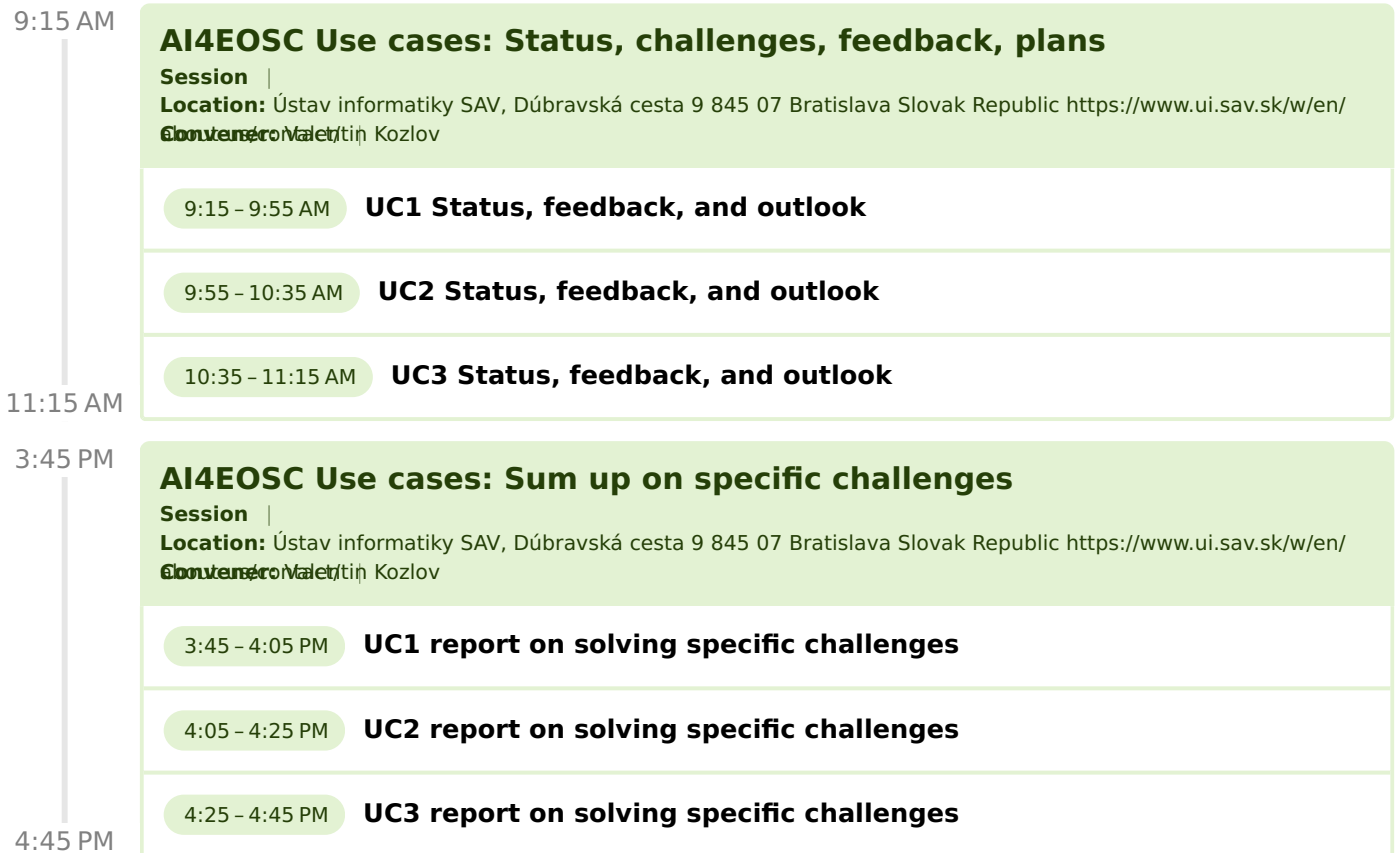 9:15 AM
AI4EOSC Use cases: Status, challenges, feedback, plans
Session |
Location: Ústav informatiky SAV, Dúbravská cesta 9 845 07 Bratislava Slovak Republic https://www.ui.sav.sk/w/en/
Convener: Valentin Kozlov
9:15 – 9:55 AM UC1 Status, feedback, and outlook
9:55 – 10:35 AM UC2 Status, feedback, and outlook
10:35 – 11:15 AM UC3 Status, feedback, and outlook
11:15 AM
3:45 PM
AI4EOSC Use cases: Sum up on specific challenges
Session |
Location: Ústav informatiky SAV, Dúbravská cesta 9 845 07 Bratislava Slovak Republic https://www.ui.sav.sk/w/en/
Convener: Valentin Kozlov
3:45 – 4:05 PM UC1 report on solving specific challenges
4:05 – 4:25 PM UC2 report on solving specific challenges
4:25 – 4:45 PM UC3 report on solving specific challenges
4:45 PM